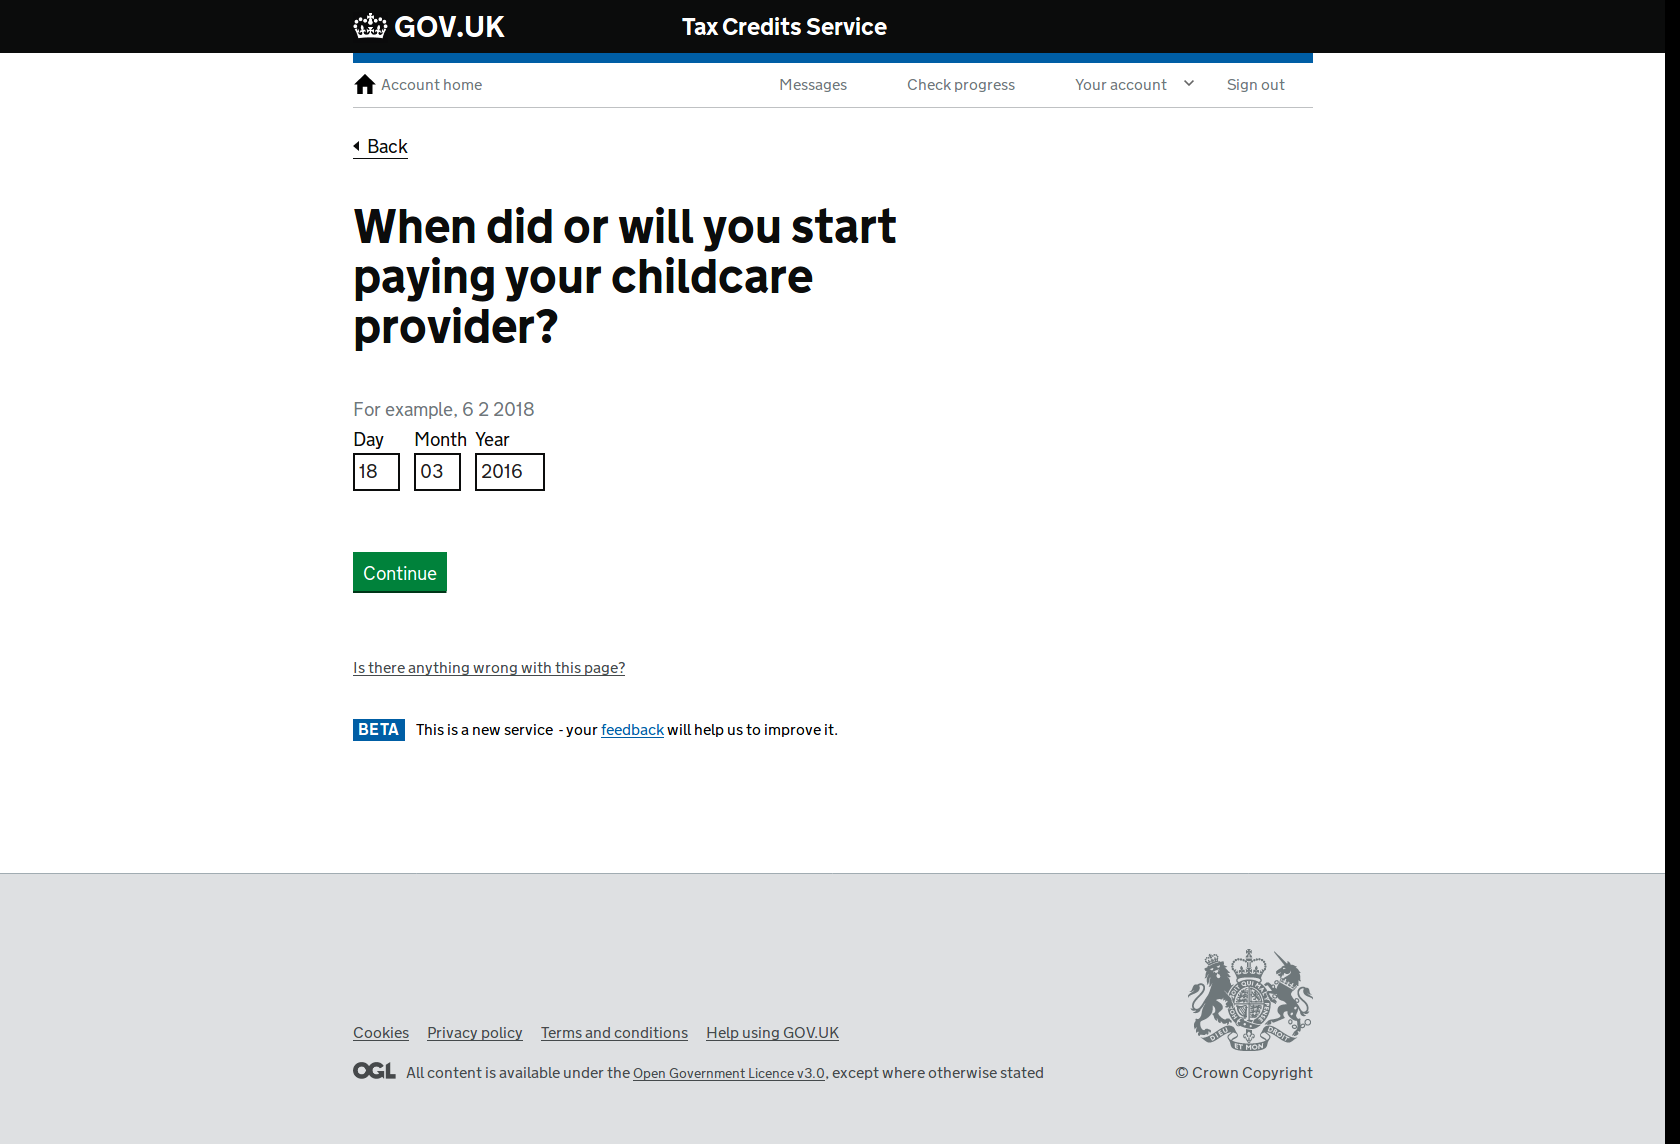 GOV.UK
Tax Credits Service
Account home
Messages
Check progress
Your account
Sign out
Back
When did or will you start
paying your childcare
provider?
For example, 6 2 2018
Day Month Year
18 03 2016
Continue
Is there anything wrong with this page?
BETA This is a new service - your feedback will help us to improve it.
Cookies Privacy policy Terms and conditions Help using GOV.UK
OGL All content is available under the Open Government Licence v3.0, except where otherwise stated
DIEU ET MON DROIT
© Crown Copyright